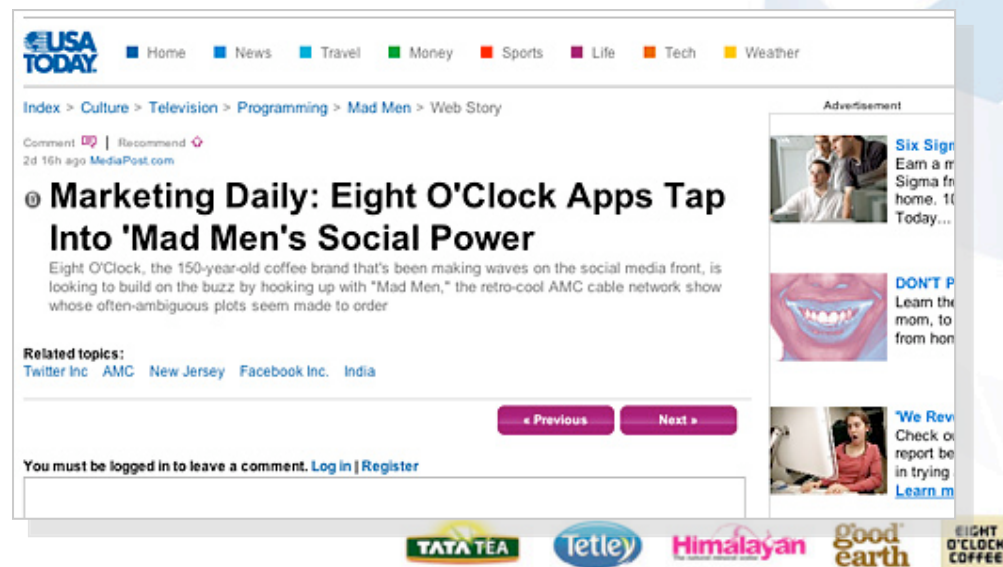 USA
TODAY.
Home News Travel Money Sports Life Tech Weather
Index > Culture > Television > Programming > Mad Men > Web Story
Comment | Recommend
2d 16h ago MediaPost.com
Marketing Daily: Eight O'Clock Apps Tap
Into 'Mad Men's Social Power
Eight O'Clock, the 150-year-old coffee brand that's been making waves on the social media front, is
looking to build on the buzz by hooking up with "Mad Men," the retro-cool AMC cable network show
whose often-ambiguous plots seem made to order
Related topics:
Twitter Inc AMC New Jersey Facebook Inc. India
« Previous Next »
You must be logged in to leave a comment. Log in | Register
Advertisement
Six
Earn a
Sigma
home.
Today...
DON'T
Learn the
mom, to
from
'We
Check
report be
in trying
Learn
TATA TEA
Tetley
Himalayan
good
earth
EIGHT
O'CLOCK
COFFEE